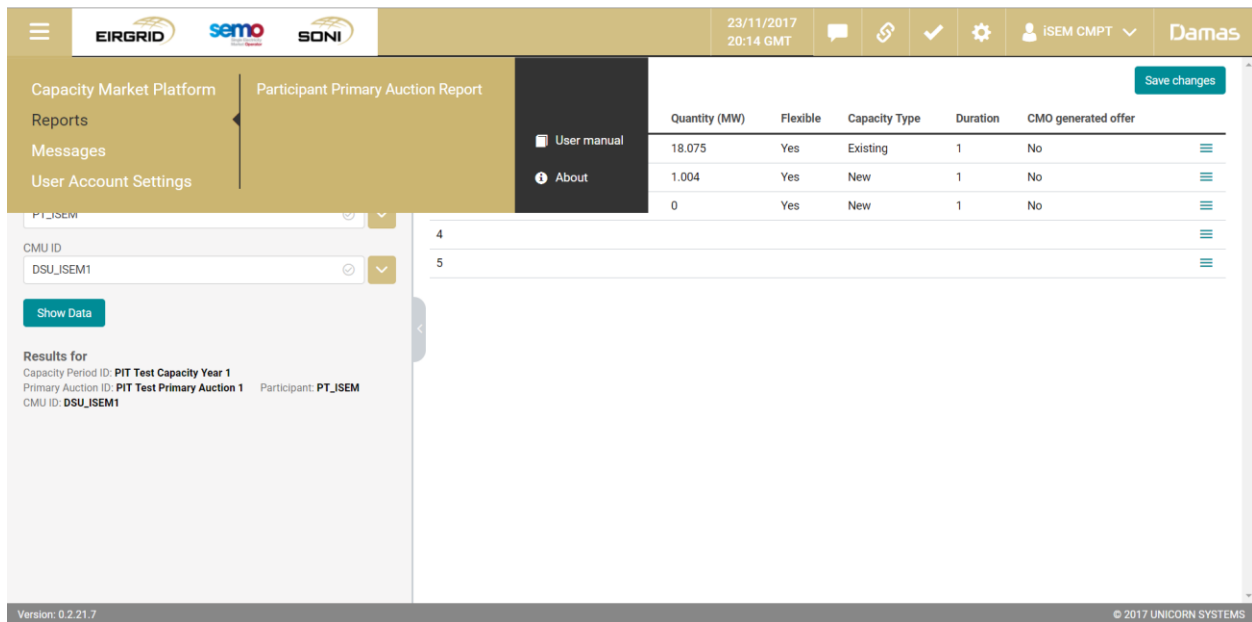 EIRGRID
semo
SONI
23/11/2017
20:14 GMT
iSEM CMPT
Damas
Capacity Market Platform
Reports
Messages
User Account Settings
Participant Primary Auction Report
User manual
About
Save changes
Quantity (MW) Flexible Capacity Type Duration CMO generated offer
18.075 Yes Existing 1 No
1.004 Yes New 1 No
0 Yes New 1 No
4
5
PT_ISEM
CMU ID
DSU_ISEM1
Show Data
Results for
Capacity Period ID: PIT Test Capacity Year 1
Primary Auction ID: PIT Test Primary Auction 1 Participant: PT_ISEM
CMU ID: DSU_ISEM1
Version: 0.2.21.7
© 2017 UNICORN SYSTEMS